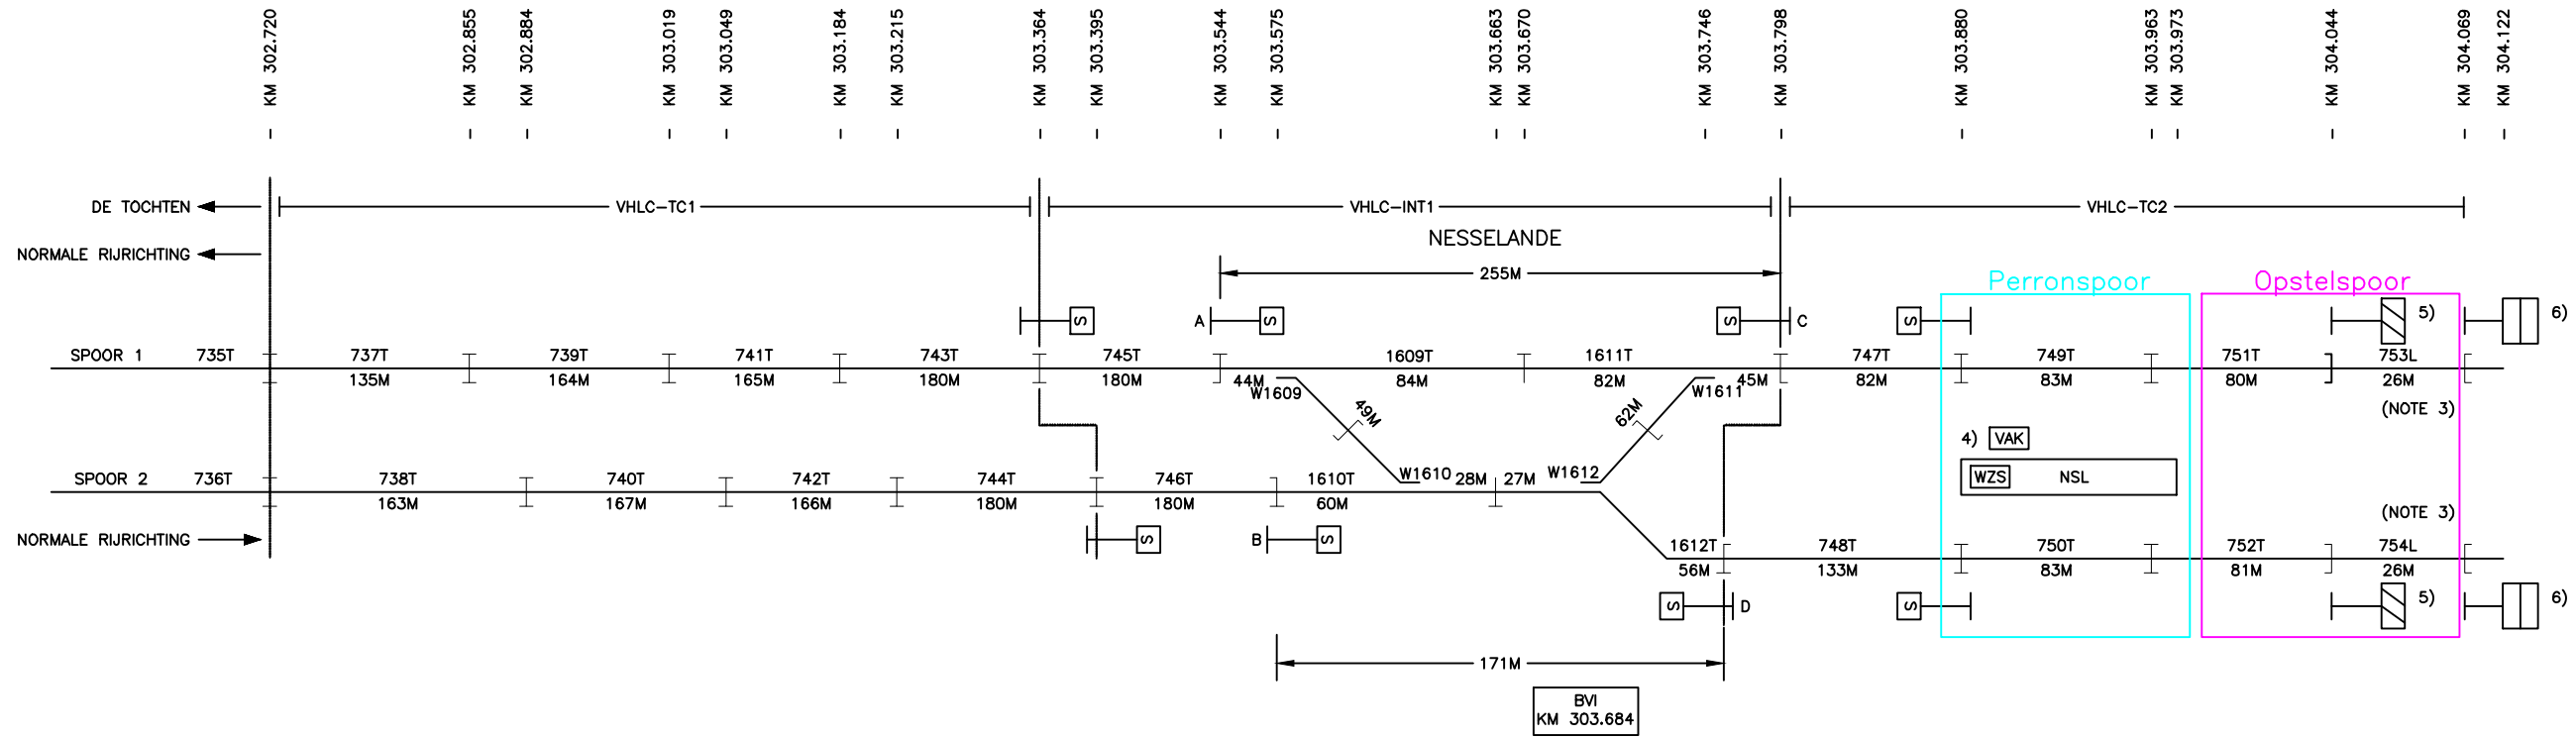 KM 302.720
KM 302.855
KM 302.884
KM 303.019
KM 303.049
KM 303.184
KM 303.215
KM 303.364
KM 303.395
KM 303.544
KM 303.575
KM 303.663
KM 303.670
KM 303.746
KM 303.798
KM 303.880
KM 303.963
KM 303.973
KM 304.044
KM 304.069
KM 304.122
DE TOCHTEN
VHLC-TC1
VHLC-INT1
VHLC-TC2
NORMALE RIJRICHTING
NESSELANDE
255M
Perronspoor
Opstelspoor
S
A
S
S
C
S
5)
6)
SPOOR 1
735T
737T
739T
741T
743T
745T
1609T
1611T
747T
749T
751T
753L
135M
164M
165M
180M
180M
44M
84M
82M
45M
82M
83M
80M
26M
W1609
W1611
49M
62M
(NOTE 3)
4)
VAK
SPOOR 2
736T
738T
740T
742T
744T
746T
1610T
W1610
28M
27M
W1612
WZS
NSL
163M
167M
166M
180M
180M
60M
(NOTE 3)
NORMALE RIJRICHTING
S
B
S
1612T
748T
750T
752T
754L
56M
133M
83M
81M
26M
S
D
S
5)
6)
171M
BVI
KM 303.684